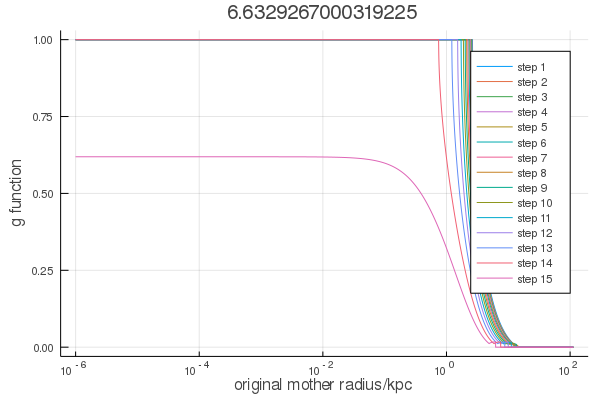 6.6329267000319225
1.00
0.75
0.50
0.25
0.00
g function
step 1
step 2
step 3
step 4
step 5
step 6
step 7
step 8
step 9
step 10
step 11
step 12
step 13
step 14
step 15
10^-6 10^-4 10^-2 10^0 10^2
original mother radius/kpc